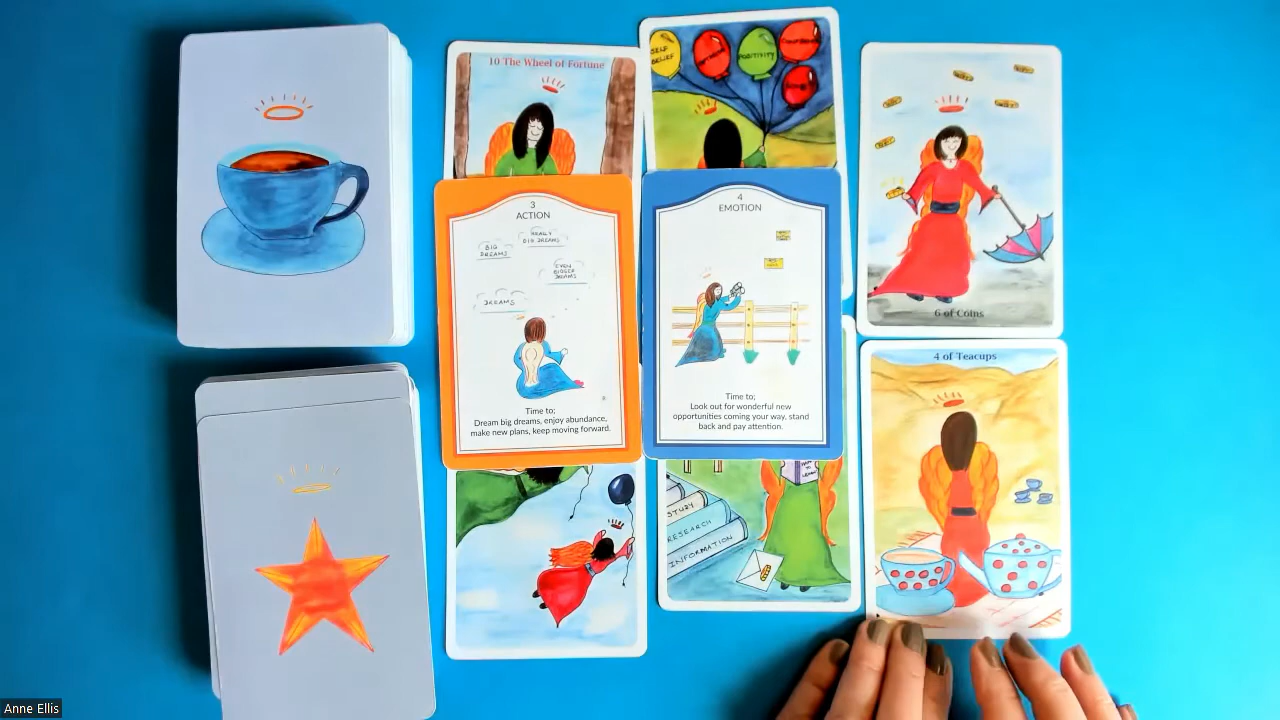 10 The Wheel of Fortune
SELF
BELIEF
POSITIVITY
3
ACTION
BIG
DREAMS
REALLY
BIG DREAMS
EVEN
BIGGER
DREAMS
DREAMS
Time to;
Dream big dreams, enjoy abundance,
make new plans, keep moving forward.
4
EMOTION
Time to;
Look out for wonderful new
opportunities coming your way, stand
back and pay attention.
6 of Coins
4 of Teacups
STUDY
RESEARCH
INFORMATION
Anne Ellis